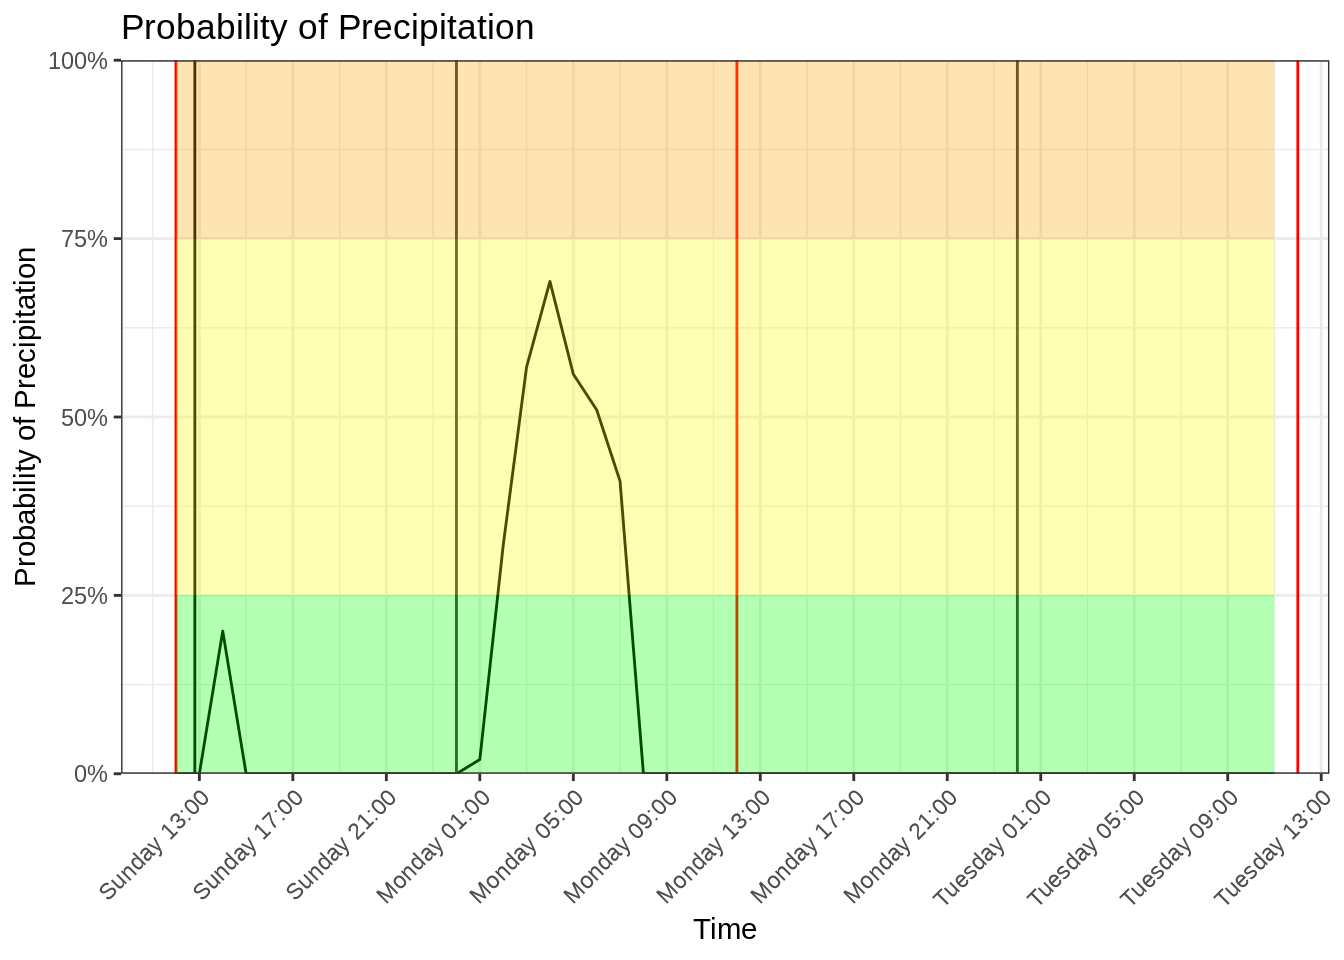 Probability of Precipitation
Probability of Precipitation
100%
75%
50%
25%
0%
Sunday 13:00
Sunday 17:00
Sunday 21:00
Monday 01:00
Monday 05:00
Monday 09:00
Monday 13:00
Monday 17:00
Monday 21:00
Tuesday 01:00
Tuesday 05:00
Tuesday 09:00
Tuesday 13:00
Time